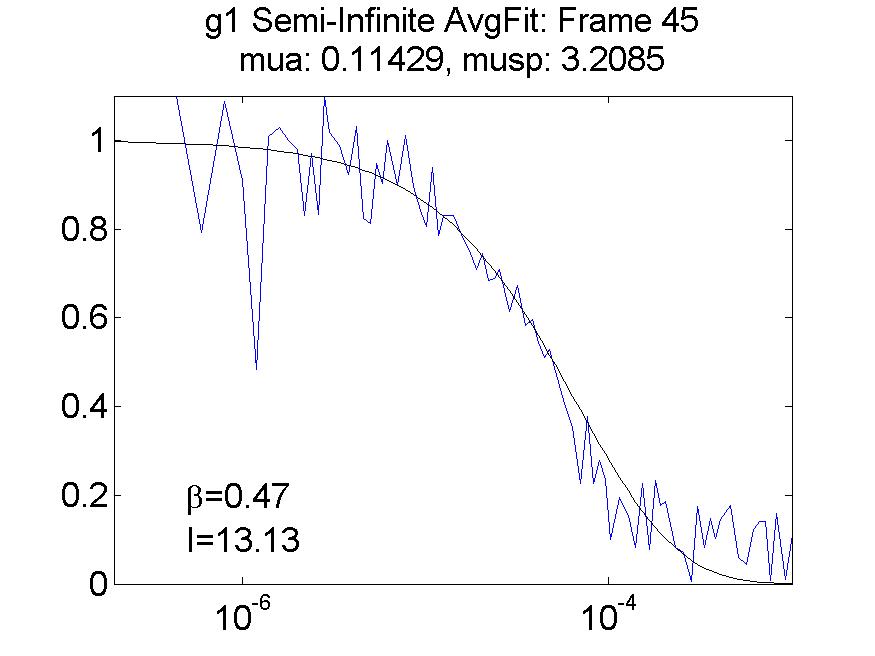 g1 Semi-Infinite AvgFit: Frame 45
mua: 0.11429, musp: 3.2085
1
0.8
0.6
0.4
0.2
0
β=0.47
I=13.13
10^-6
10^-4